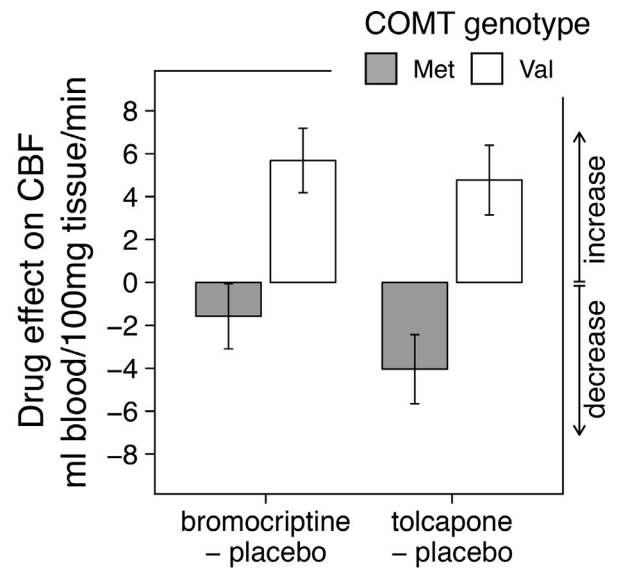 COMT genotype
Met Val
Drug effect on CBF
ml blood/100mg tissue/min
8
6
4
2
0
−2
−4
−6
−8
increase
decrease
bromocriptine
− placebo
tolcapone
− placebo